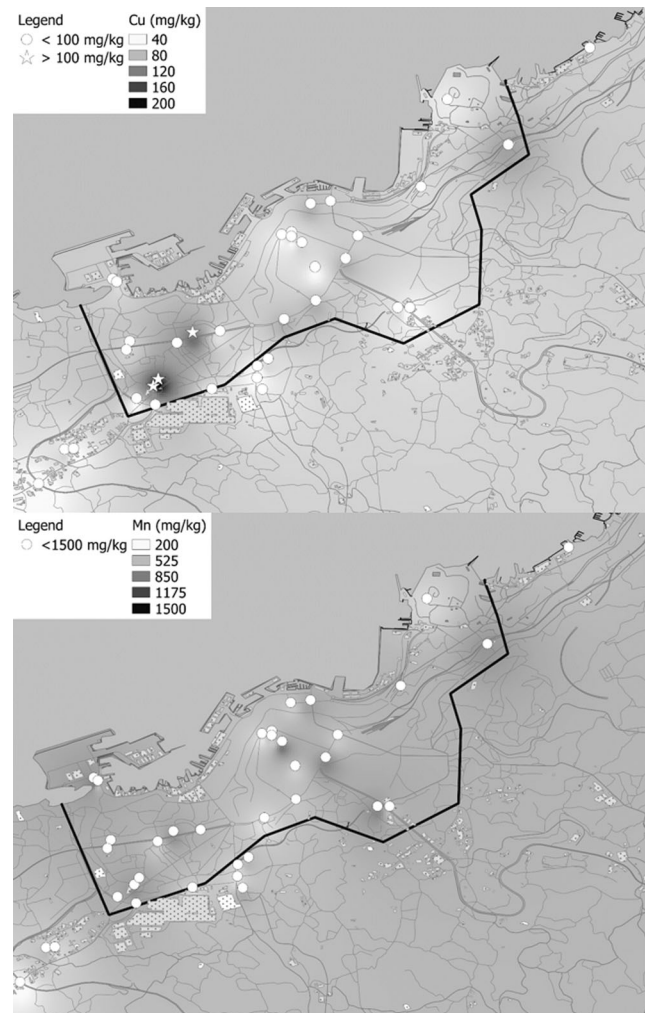 Legend
< 100 mg/kg
> 100 mg/kg
Cu (mg/kg)
40
80
120
160
200
Legend
<1500 mg/kg
Mn (mg/kg)
200
525
850
1175
1500